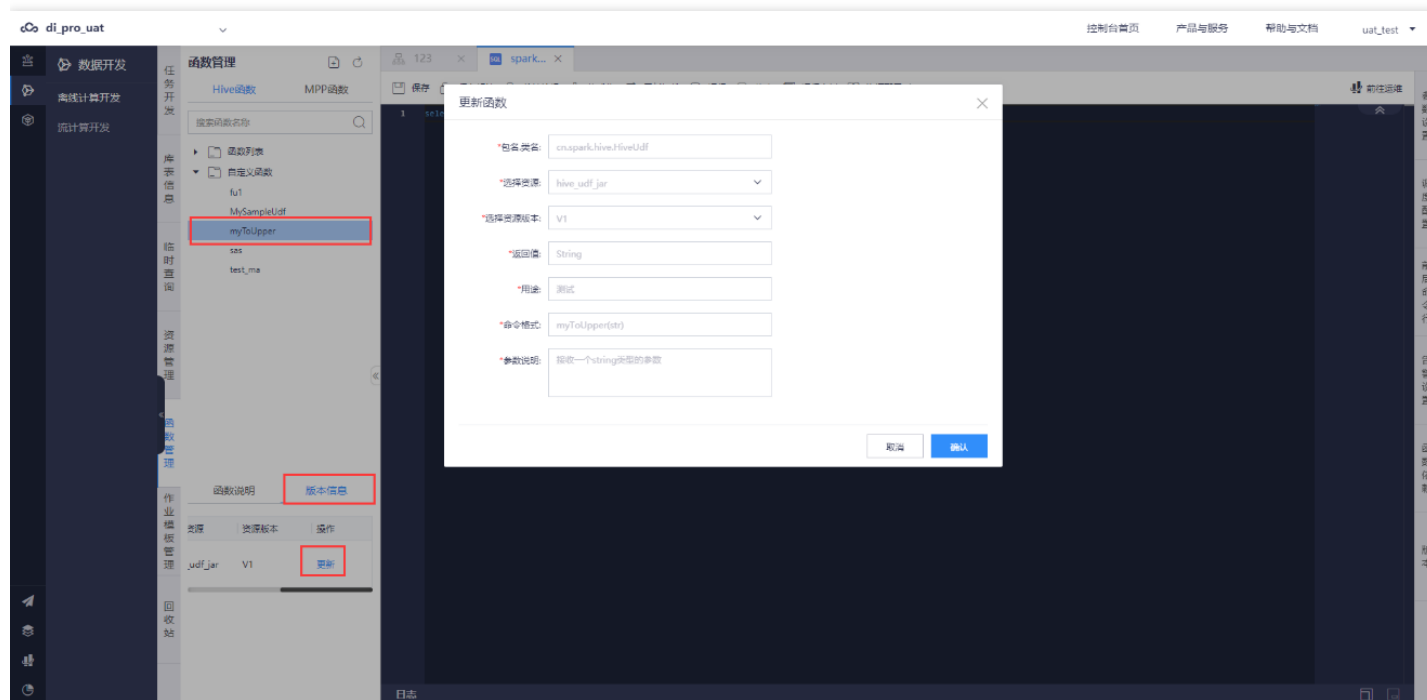 di_pro_uat
控制台首页
产品与服务
帮助与文档
uat_test
数据开发
离线计算开发
流计算开发
任务开发
库表信息
临时查询
资源管理
函数管理
作业模板管理
回收站
函数管理
Hive函数
MPP函数
搜索函数名称
函数列表
自定义函数
fu1
MySampleUdf
myToUpper
sas
test_ma
函数说明
版本信息
资源版本
操作
_udf_jar
V1
更新
123
SQL
spark...
保存
前往运维
1
sele
更新函数
*包名.类名:
cn.spark.hive.HiveUdf
*选择资源:
hive_udf_jar
*选择资源版本:
V1
*返回值:
String
*用途:
测试
*命令格式:
myToUpper(str)
*参数说明:
接收一个string类型的参数
取消
确认
日志